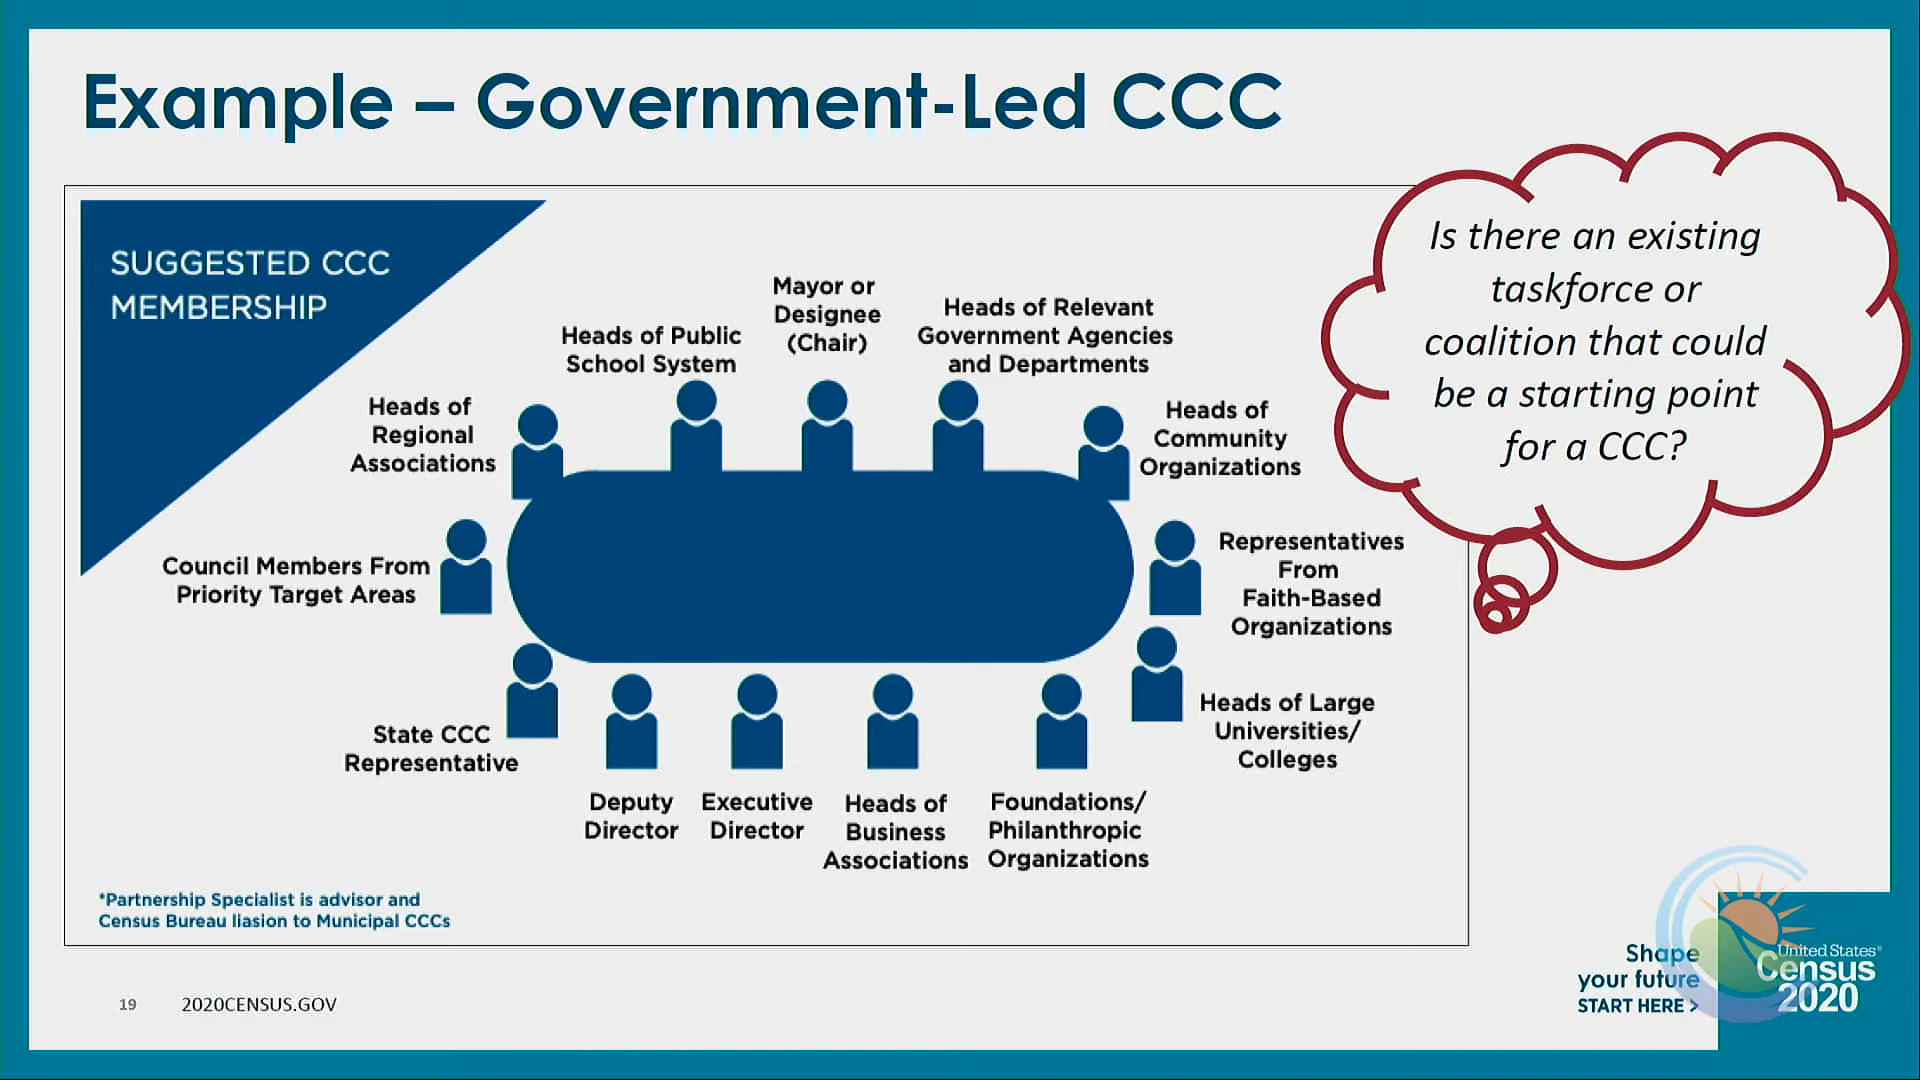 Example – Government-Led CCC
SUGGESTED CCC
MEMBERSHIP
Is there an existing
taskforce or
coalition that could
be a starting point
for a CCC?
Mayor or
Designee
(Chair)
Heads of Public
School System
Heads of Relevant
Government Agencies
and Departments
Heads of
Regional
Associations
Heads of
Community
Organizations
Council Members From
Priority Target Areas
Representatives
From
Faith-Based
Organizations
State CCC
Representative
Heads of Large
Universities/
Colleges
Deputy
Director
Executive
Director
Heads of
Business
Associations
Foundations/
Philanthropic
Organizations
*Partnership Specialist is advisor and
Census Bureau liasion to Municipal CCCs
19
2020CENSUS.GOV
Shape
your future
START HERE >
United States®
Census
2020